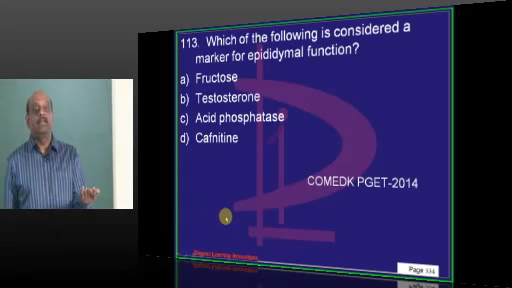 113. Which of the following is considered a
marker for epididymal function?
a) Fructose
b) Testosterone
c) Acid phosphatase
d) Cafnitine
COMEDK PGET-2014
Page 334